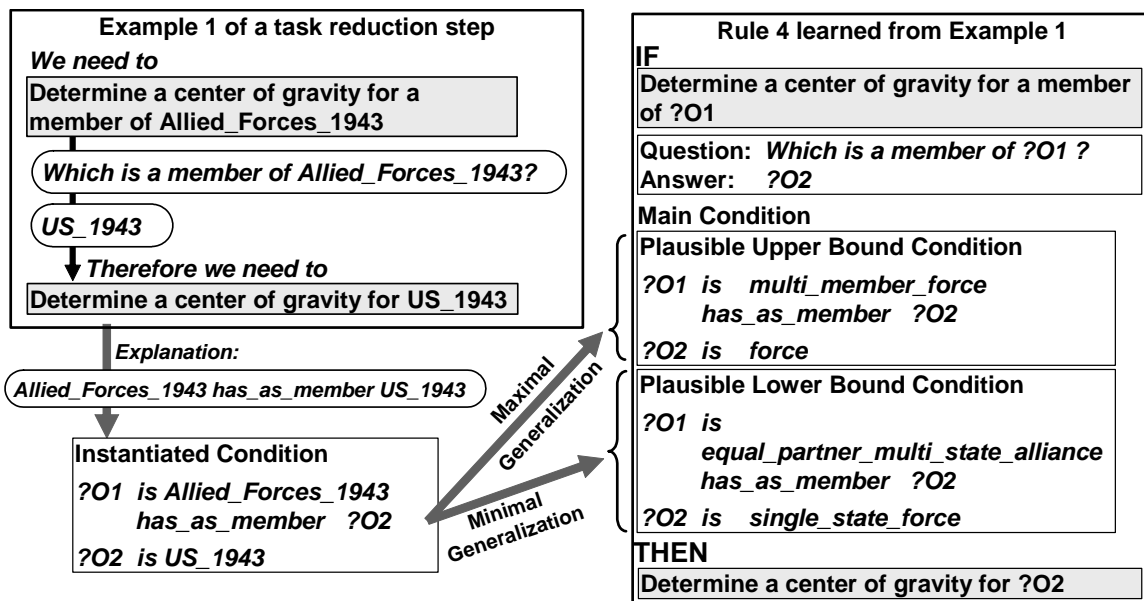 Example 1 of a task reduction step
We need to
Determine a center of gravity for a
member of Allied_Forces_1943
Which is a member of Allied_Forces_1943?
US_1943
Therefore we need to
Determine a center of gravity for US_1943
Explanation:
Allied_Forces_1943 has_as_member US_1943
Instantiated Condition
?O1 is Allied_Forces_1943
has_as_member ?O2
?O2 is US_1943
Maximal
Generalization
Minimal
Generalization
Rule 4 learned from Example 1
IF
Determine a center of gravity for a member
of ?O1
Question: Which is a member of ?O1 ?
Answer: ?O2
Main Condition
Plausible Upper Bound Condition
?O1 is multi_member_force
has_as_member ?O2
?O2 is force
Plausible Lower Bound Condition
?O1 is
equal_partner_multi_state_alliance
has_as_member ?O2
?O2 is single_state_force
THEN
Determine a center of gravity for ?O2